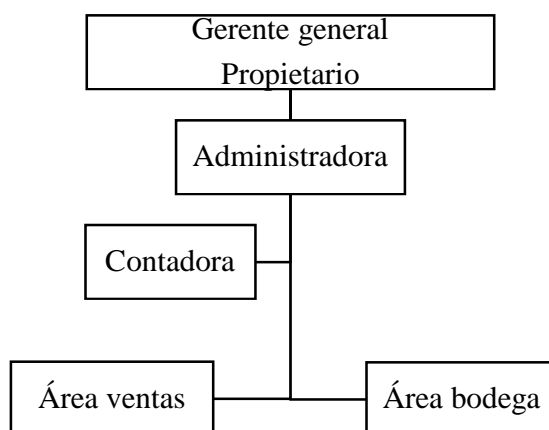 Gerente general
Propietario
Administradora
Contadora
Área ventas
Área bodega